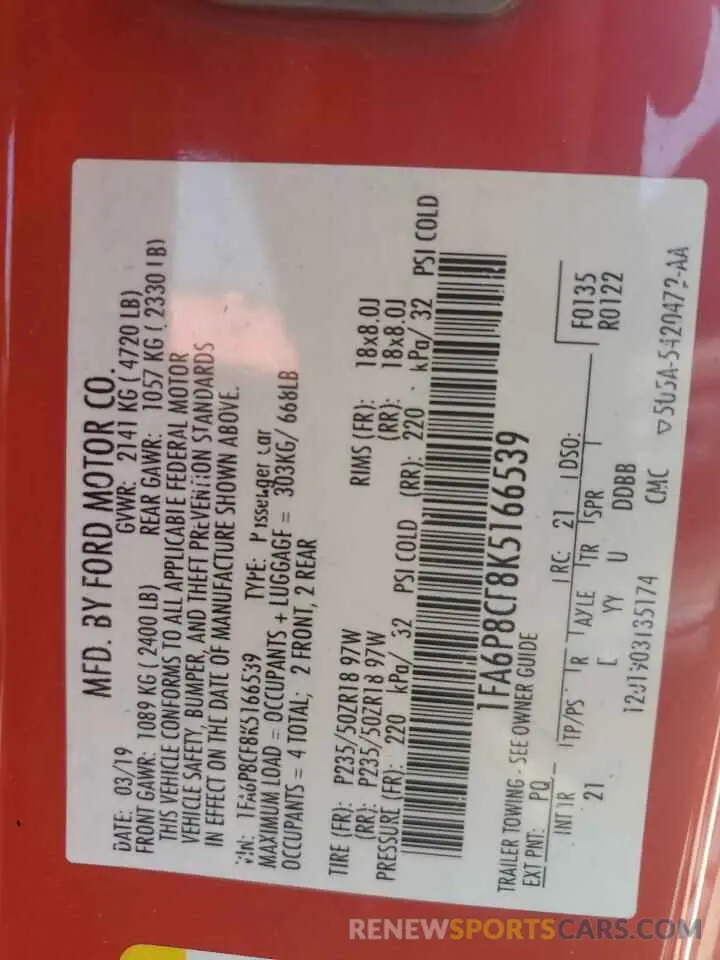 MFD. BY FORD MOTOR CO.
DATE: 03/19 GVWR: 2141 KG ( 4720 LB)
FRONT GAWR: 1089 KG ( 2400 LB) REAR GAWR: 1057 KG ( 2330 LB)
THIS VEHICLE CONFORMS TO ALL APPLICABLE FEDERAL MOTOR
VEHICLE SAFETY, BUMPER, AND THEFT PREVENTION STANDARDS
IN EFFECT ON THE DATE OF MANUFACTURE SHOWN ABOVE.
VIN: 1FA6P8CF8K5166539 TYPE: Passenger Car
MAXIMUM LOAD = OCCUPANTS + LUGGAGE = 303KG/ 668LB
OCCUPANTS = 4 TOTAL; 2 FRONT, 2 REAR
TIRE (FR): P235/50ZR18 97W RIMS (FR): 18x8.0J
(RR): P235/50ZR18 97W (RR): 18x8.0J
PRESSURE (FR): 220 kPa/ 32 PSI COLD (RR): 220 kPa/ 32 PSI COLD
1FA6P8CF8K5166539
TRAILER TOWING - SEE OWNER GUIDE
EXT PNT: PQ RC: 21 DSO: F0135
INT TR TP/PS R AXLE TR SPR R0122
21 YY U DDBB
CMC ▽5U5A-5420472-AA
RENEWSPORTSCARS.COM